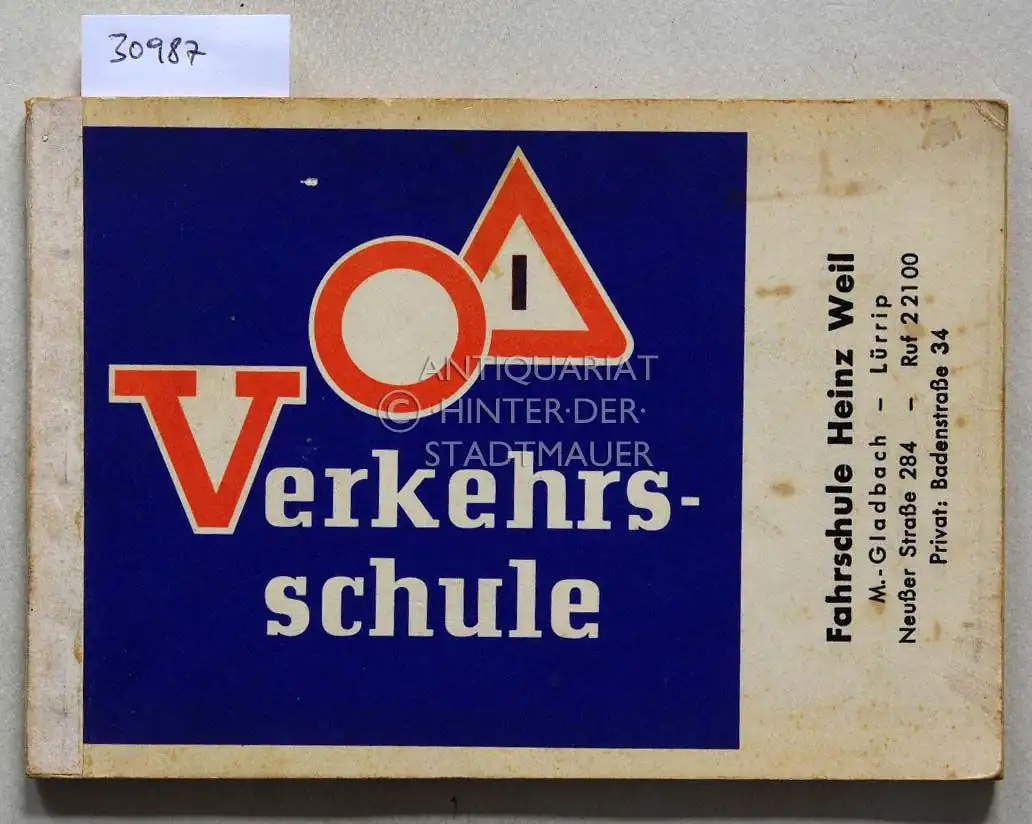 30987
Verkehrs-
schule
Fahrschule Heinz Weil
M.-Gladbach – Lürrip
Neußer Straße 284 – Ruf 22100
Privat: Badenstraße 34
ANTIQUARIAT
© ·HINTER·DER·
STADTMAUER